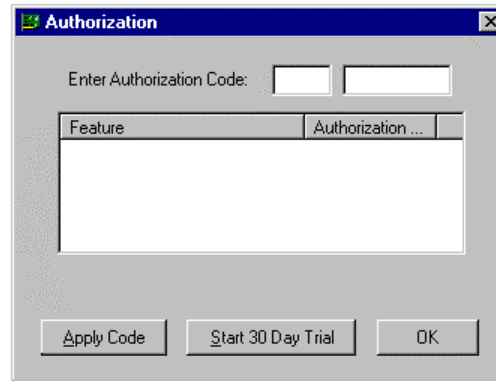 Authorization
Enter Authorization Code:
Feature Authorization ...
Apply Code Start 30 Day Trial OK